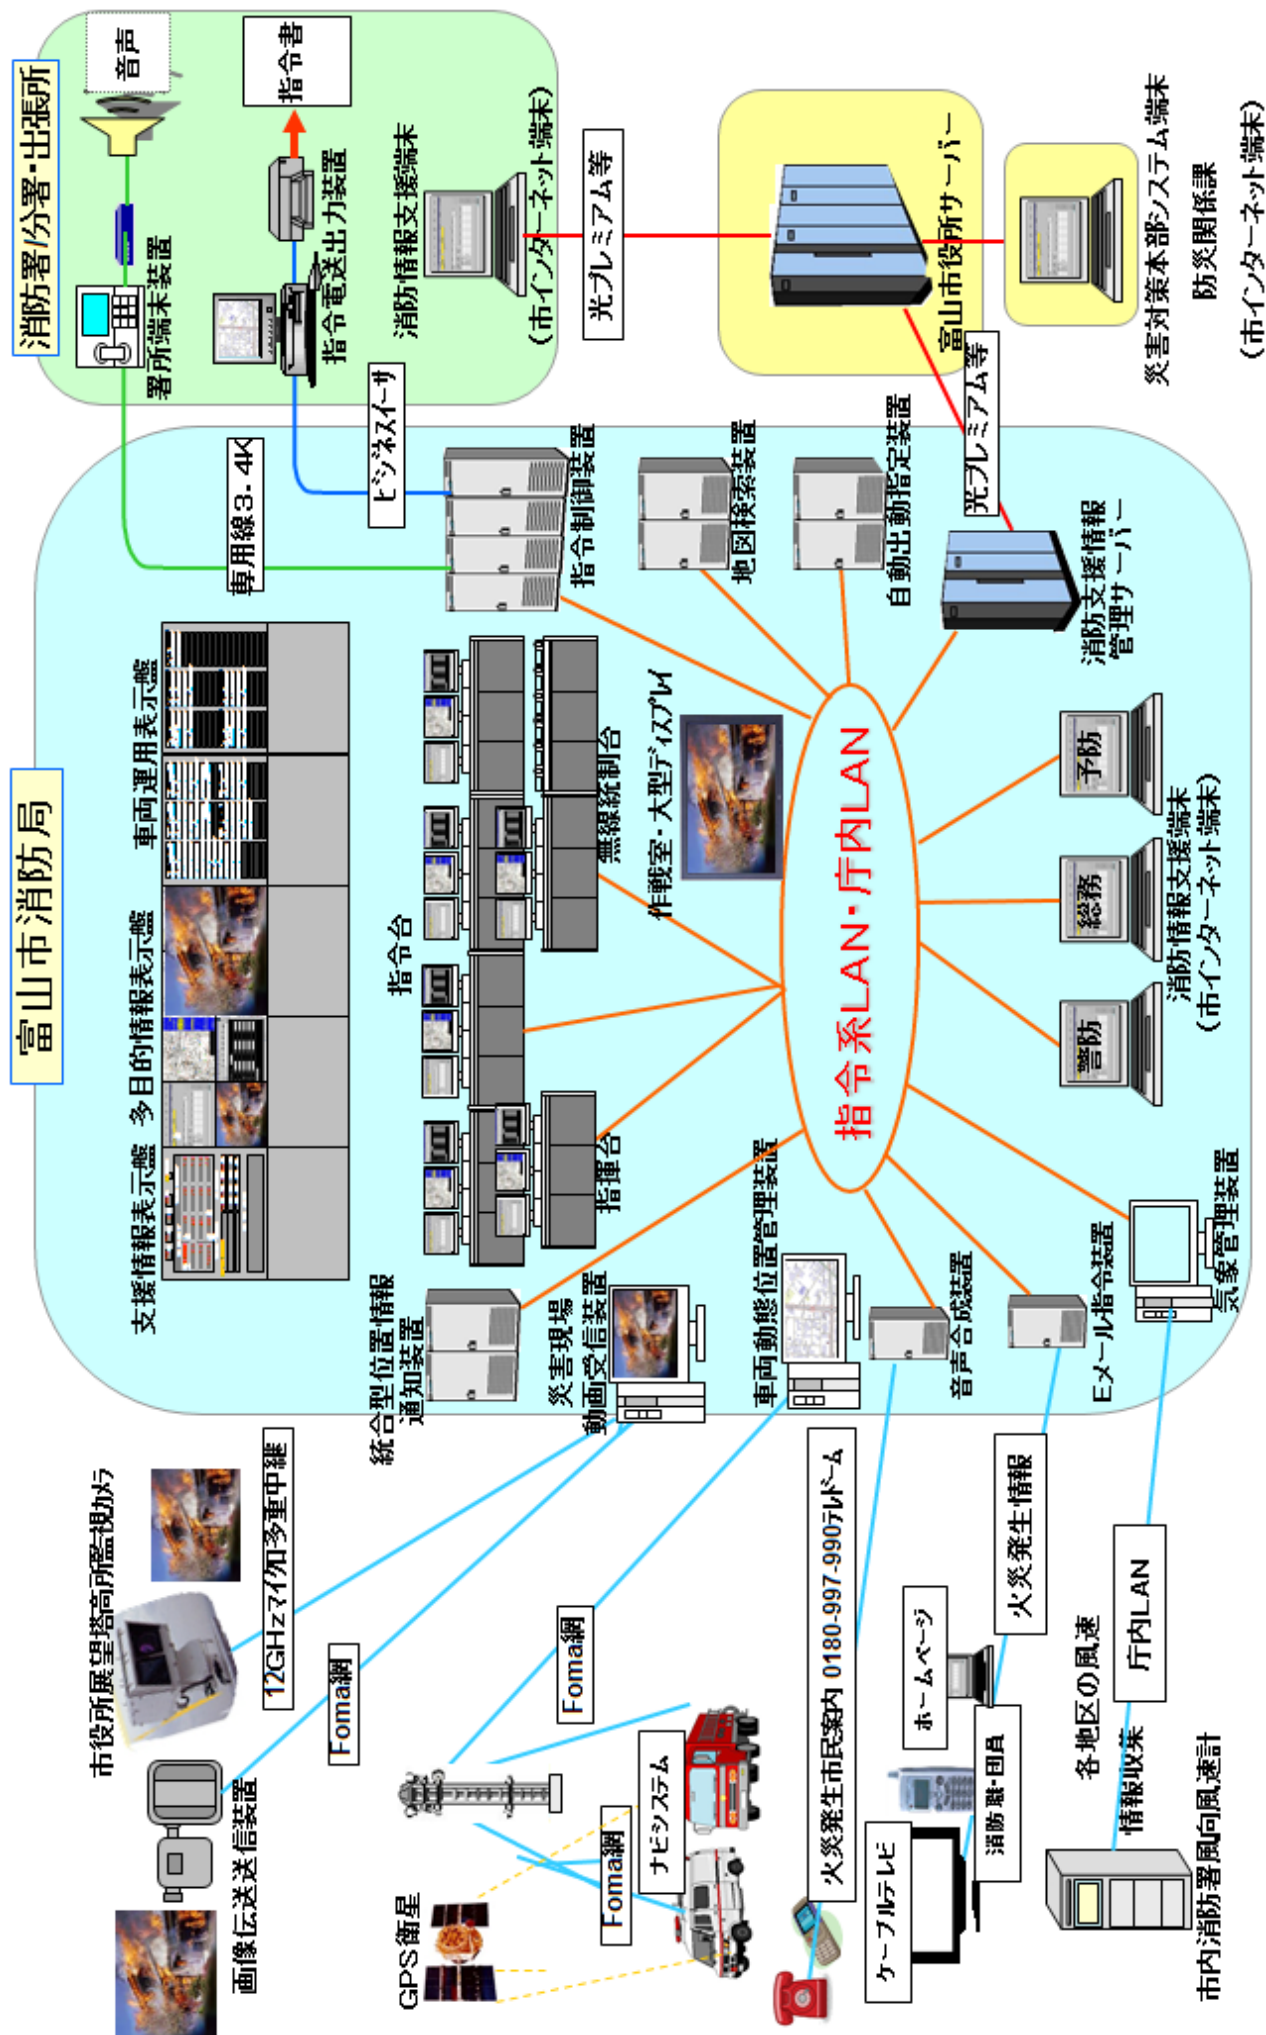 富山市消防局
消防署/分署・出張所
支援情報表示盤
多目的情報表示盤
車両運用表示盤
音声
署所端末装置
専用線3.4K
指令書
指令電送出力装置
ビジネスイーサ
指令台
指令制御装置
消防情報支援端末
（市インターネット端末）
光プレミアム等
無線統制台
指揮台
作戦室・大型ディスプレイ
地図検索装置
自動出動指定装置
富山市役所サーバー
光プレミアム等
災害対策本部システム端末
防災関係課
（市インターネット端末）
消防支援情報
管理サーバー
指令系LAN・庁内LAN
予防
総務
警防
消防情報支援端末
（市インターネット端末）
統合型位置情報
通知装置
災害現場
動画受信装置
車両動態位置管理装置
音声合成装置
Eメール指令装置
気象管理装置
市役所展望塔高所監視カメラ
12GHzマイクロ多重中継
画像伝送送信装置
Foma網
GPS衛星
Foma網
Foma網
ナビシステム
火災発生市民案内 0180-997-990テレドーム
ケーブルテレビ
ホームページ
消防職・団員
火災発生情報
各地区の風速
情報収集
庁内LAN
市内消防署風向風速計